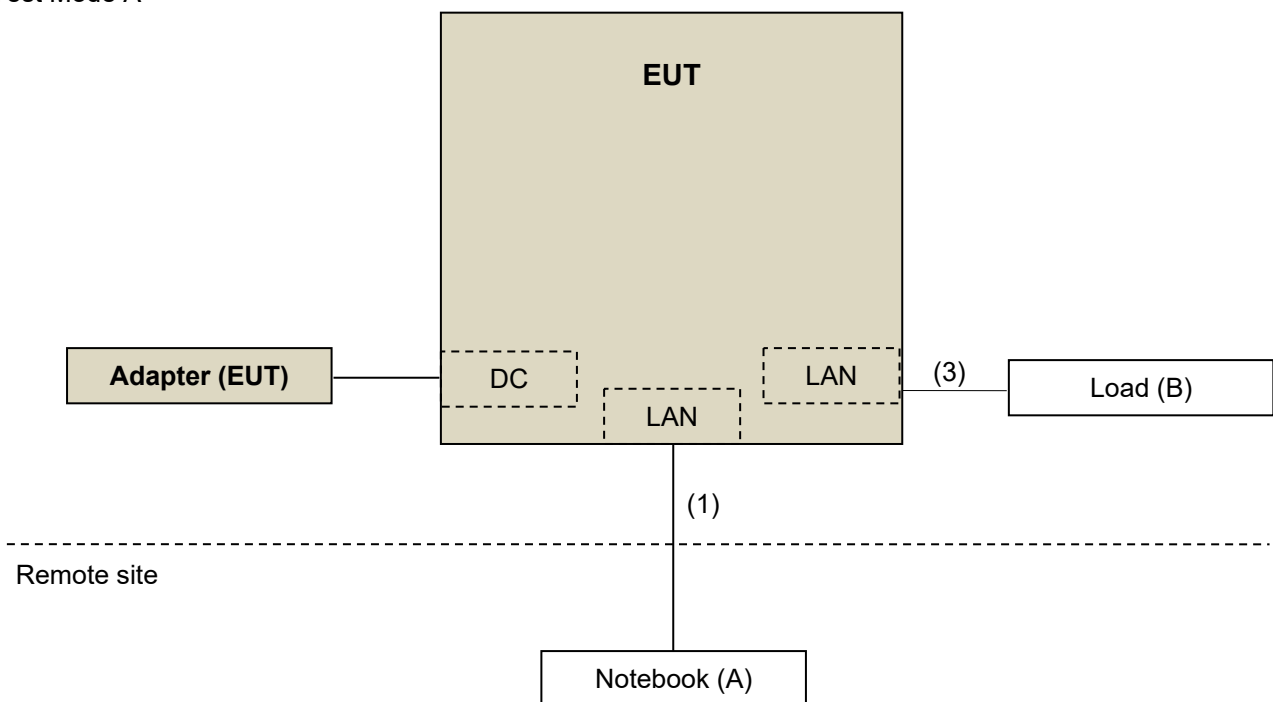 EUT
Adapter (EUT)
DC
LAN
LAN
(3)
Load (B)
(1)
Remote site
Notebook (A)